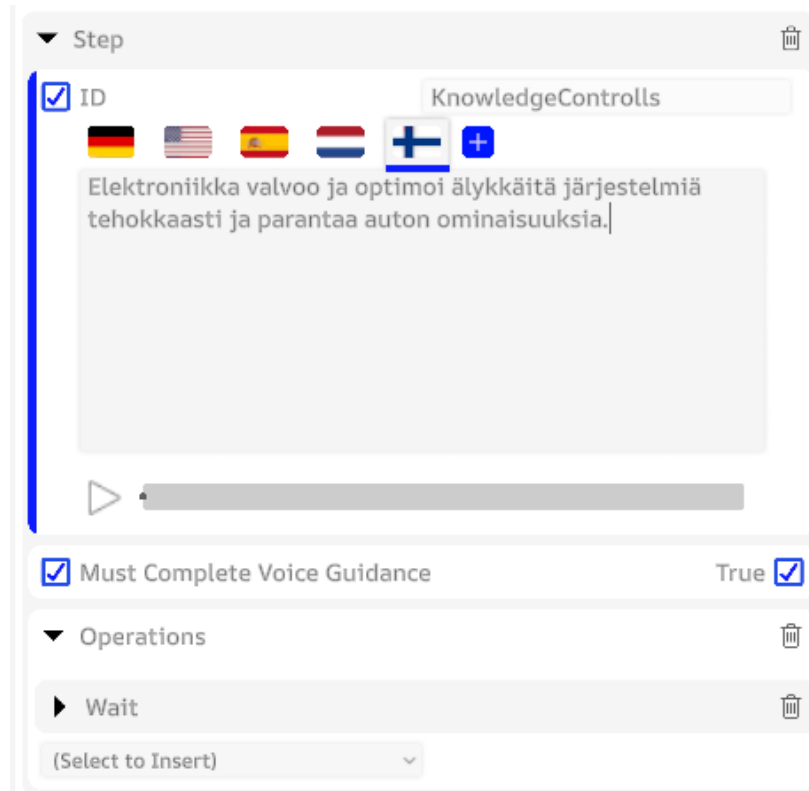 Step
ID
KnowledgeControlls
Elektroniikka valvoo ja optimoi älykkäitä järjestelmiä
tehokkaasti ja parantaa auton ominaisuuksia.
Must Complete Voice Guidance True
Operations
Wait
(Select to Insert)